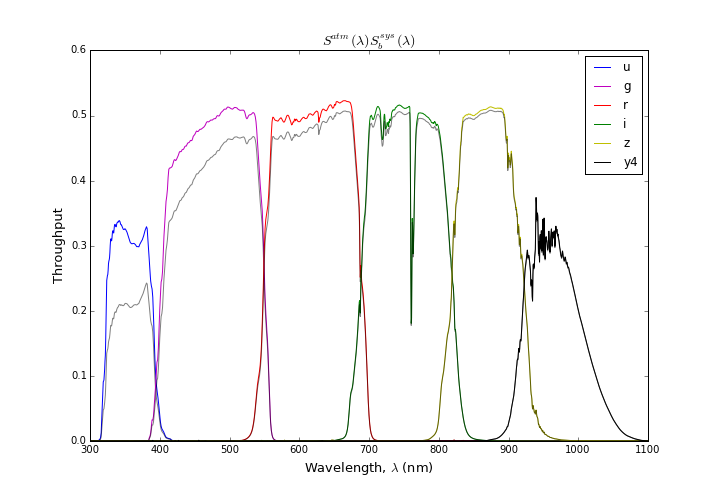 S^{atm}(λ)S_b^{sys}(λ)
0.6
0.5
0.4
0.3
0.2
0.1
0.0
Throughput
300 400 500 600 700 800 900 1000 1100
Wavelength, λ (nm)
u
g
r
i
z
y4